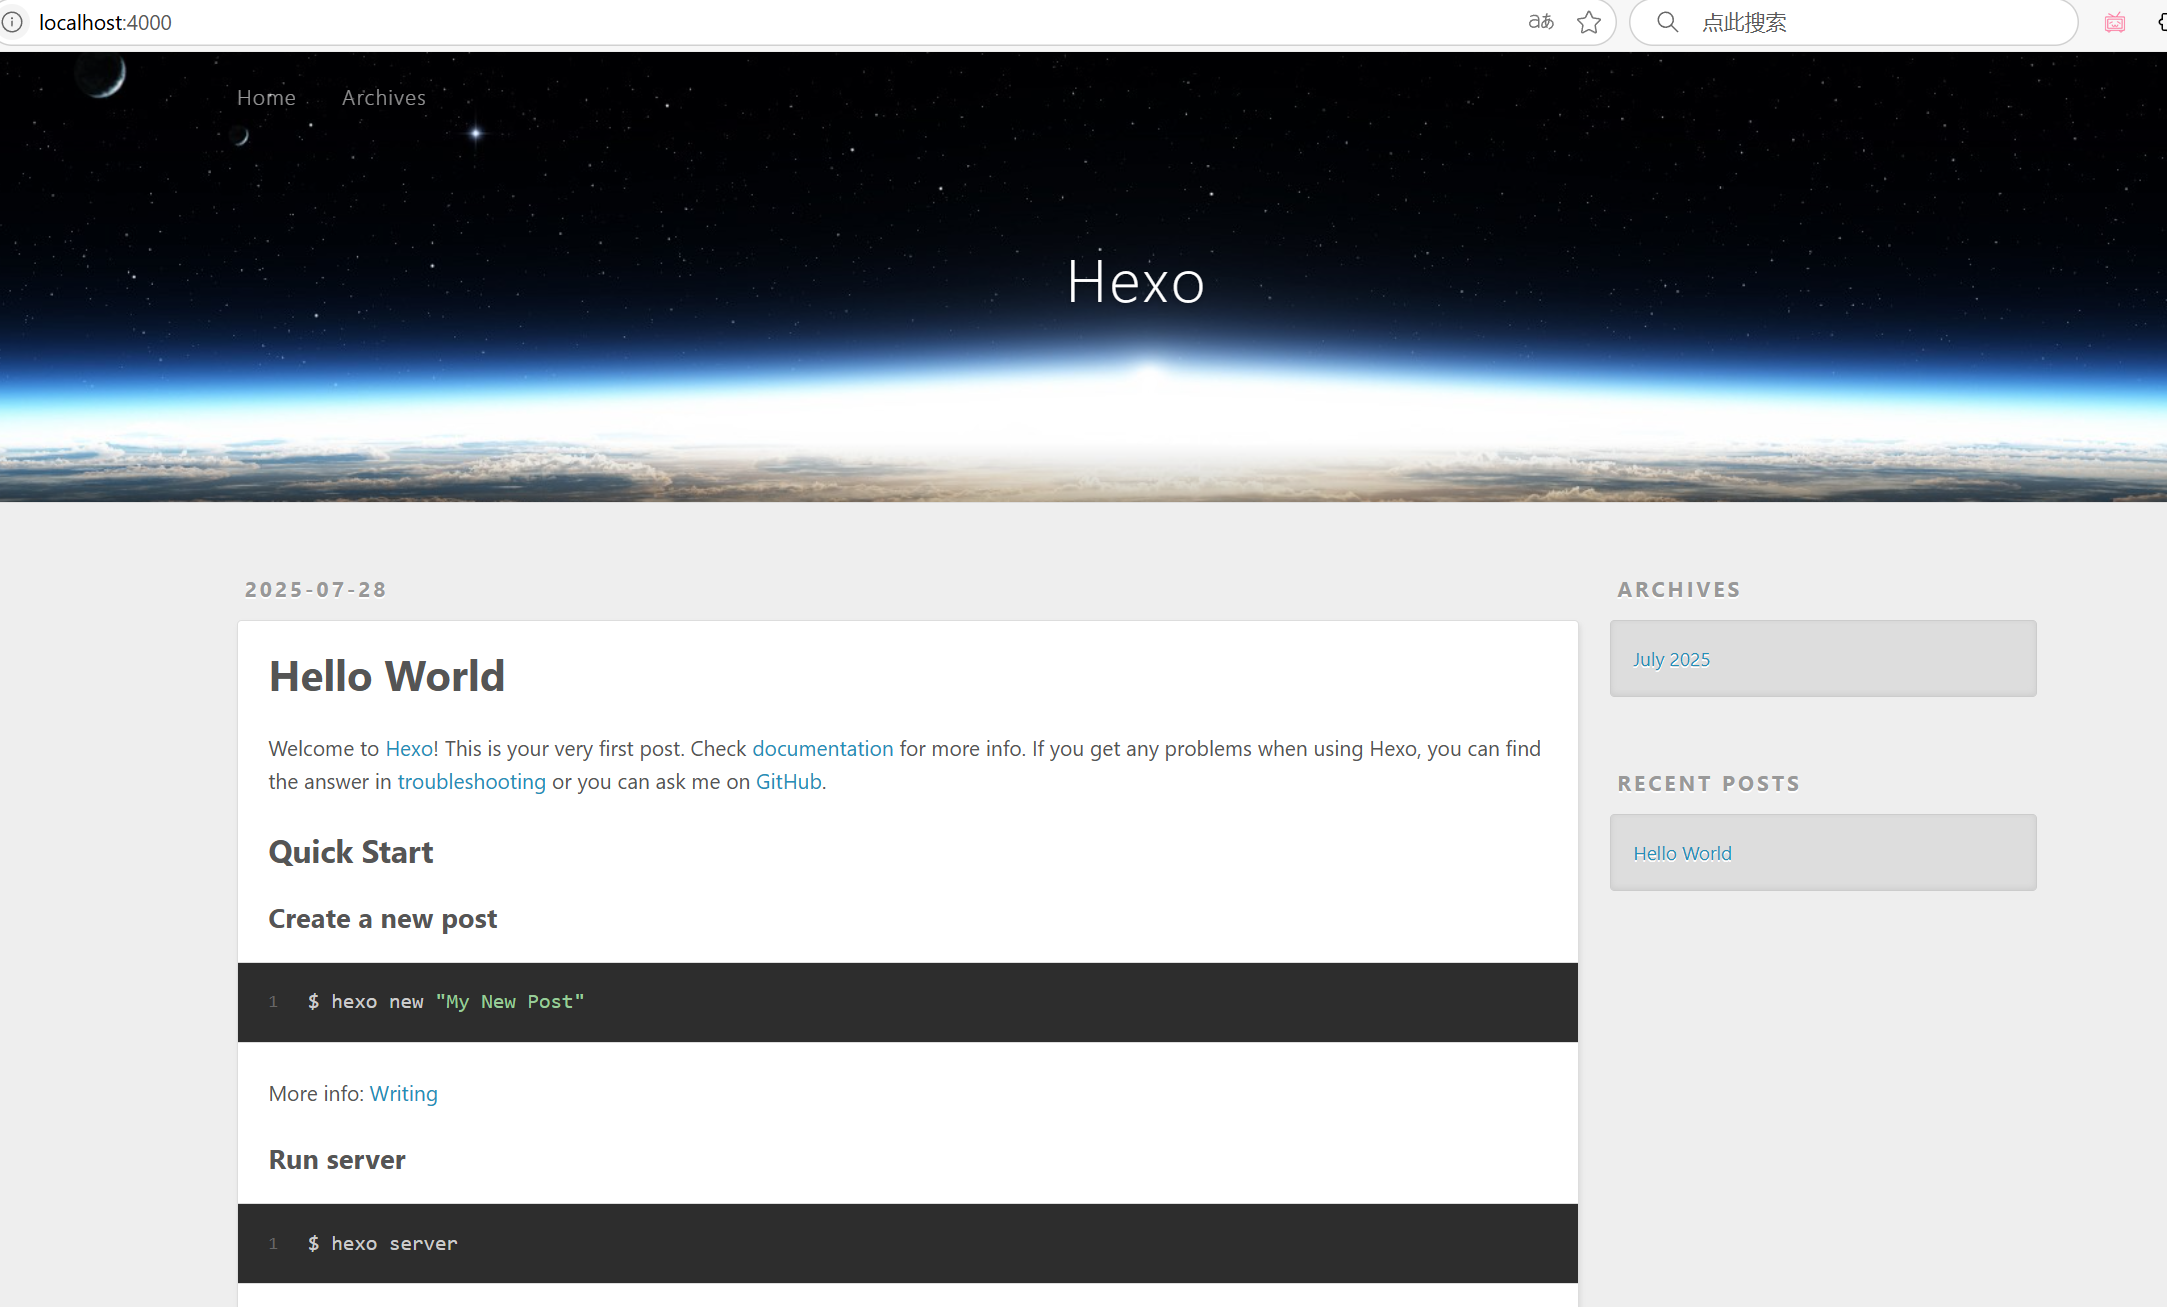 localhost:4000
aあ
点此搜索
Home
Archives
Hexo
2025-07-28
Hello World
Welcome to Hexo! This is your very first post. Check documentation for more info. If you get any problems when using Hexo, you can find
the answer in troubleshooting or you can ask me on GitHub.
Quick Start
Create a new post
1 $ hexo new "My New Post"
More info: Writing
Run server
1 $ hexo server
ARCHIVES
July 2025
RECENT POSTS
Hello World